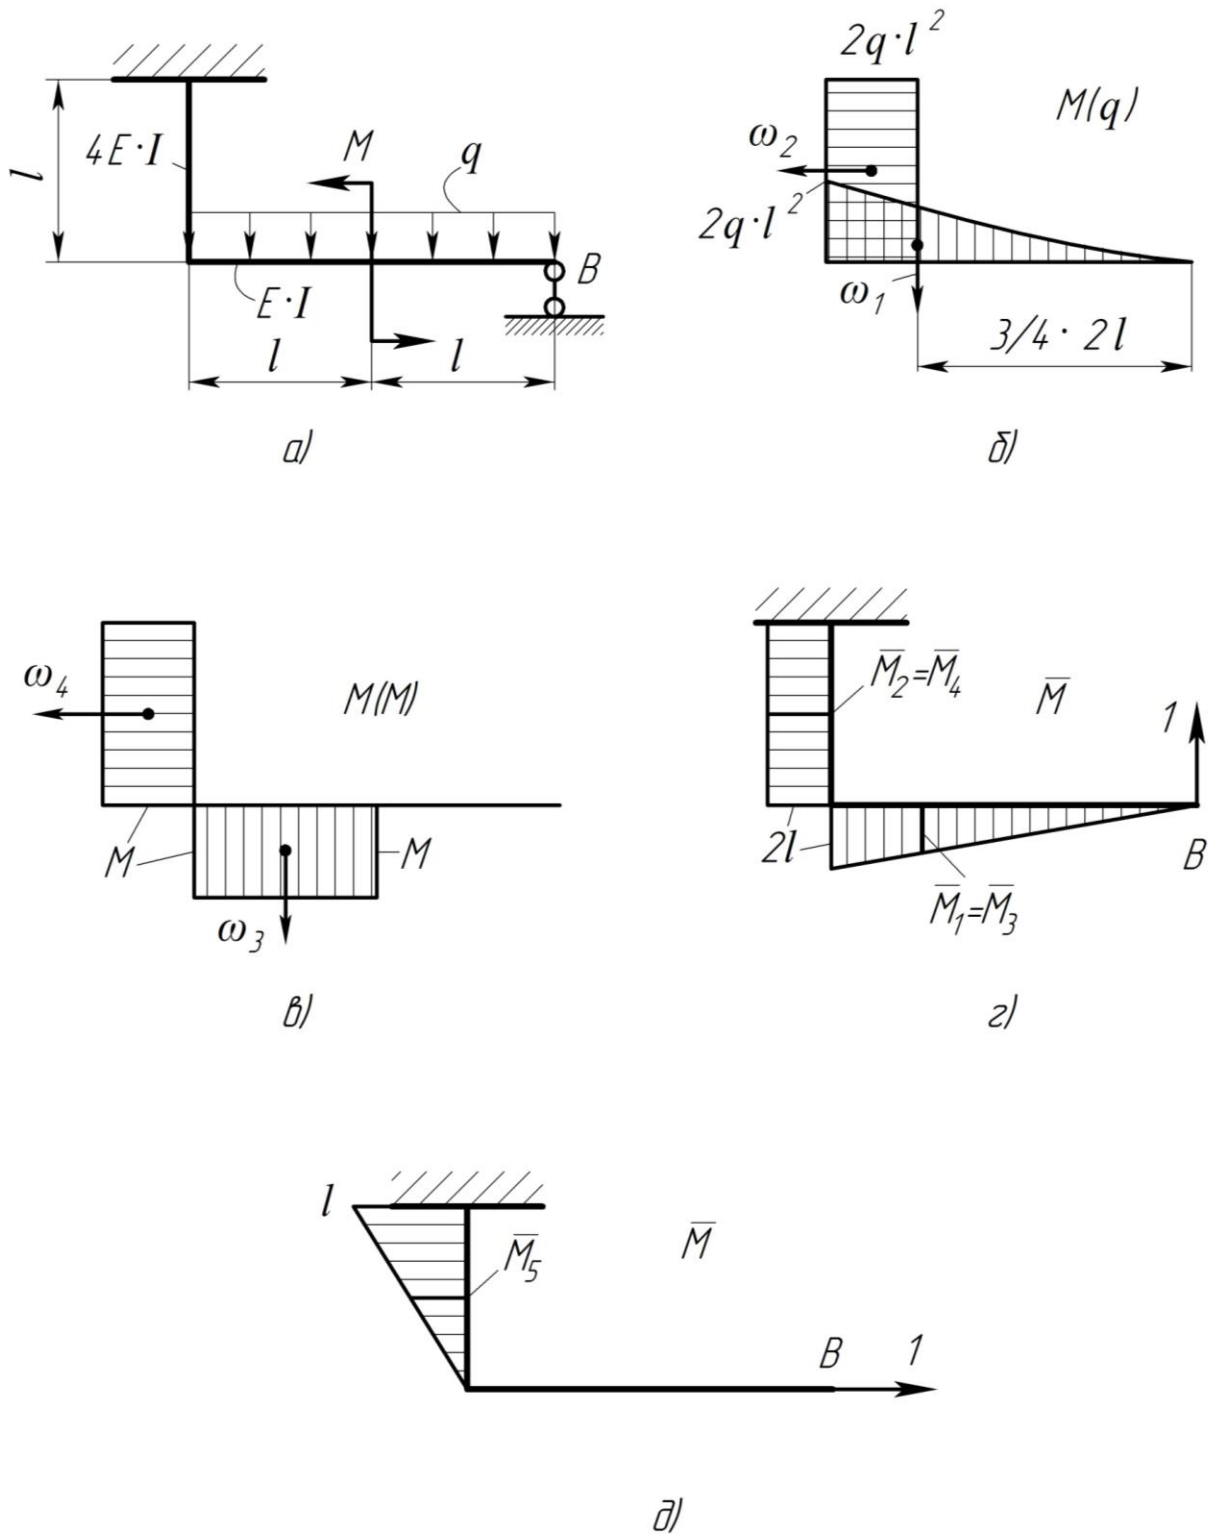 l
4E·I
M
q
E·I
B
l
l
а)
2q·l²
M(q)
ω₂
2q·l²
ω₁
3/4·2l
б)
ω₄
M(M)
M
M
ω₃
в)
M̅₂=M̅₄
M̅
1
2l
B
M̅₁=M̅₃
г)
l
M̅₅
M̅
B
1
д)